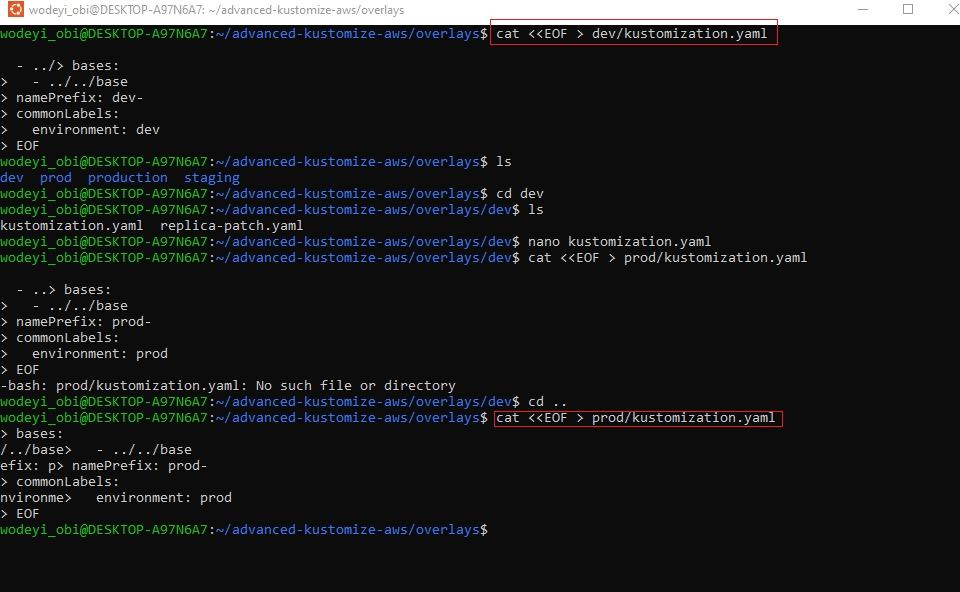 wodeyi_obi@DESKTOP-A97N6A7: ~/advanced-kustomize-aws/overlays
wodeyi_obi@DESKTOP-A97N6A7:~/advanced-kustomize-aws/overlays$ cat <<EOF > dev/kustomization.yaml
  - ../> bases:
>   - ../../base
> namePrefix: dev-
> commonLabels:
>   environment: dev
> EOF
wodeyi_obi@DESKTOP-A97N6A7:~/advanced-kustomize-aws/overlays$ ls
dev  prod  production  staging
wodeyi_obi@DESKTOP-A97N6A7:~/advanced-kustomize-aws/overlays$ cd dev
wodeyi_obi@DESKTOP-A97N6A7:~/advanced-kustomize-aws/overlays/dev$ ls
kustomization.yaml  replica-patch.yaml
wodeyi_obi@DESKTOP-A97N6A7:~/advanced-kustomize-aws/overlays/dev$ nano kustomization.yaml
wodeyi_obi@DESKTOP-A97N6A7:~/advanced-kustomize-aws/overlays/dev$ cat <<EOF > prod/kustomization.yaml
  - ..> bases:
>   - ../../base
> namePrefix: prod-
> commonLabels:
>   environment: prod
> EOF
-bash: prod/kustomization.yaml: No such file or directory
wodeyi_obi@DESKTOP-A97N6A7:~/advanced-kustomize-aws/overlays/dev$ cd ..
wodeyi_obi@DESKTOP-A97N6A7:~/advanced-kustomize-aws/overlays$ cat <<EOF > prod/kustomization.yaml
> bases:
/../base>   - ../../base
efix: p> namePrefix: prod-
> commonLabels:
nvironme>   environment: prod
> EOF
wodeyi_obi@DESKTOP-A97N6A7:~/advanced-kustomize-aws/overlays$